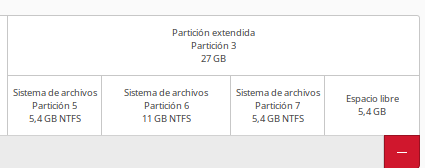 Partición extendida
Partición 3
27 GB
Sistema de archivos
Partición 5
5,4 GB NTFS
Sistema de archivos
Partición 6
11 GB NTFS
Sistema de archivos
Partición 7
5,4 GB NTFS
Espacio libre
5,4 GB